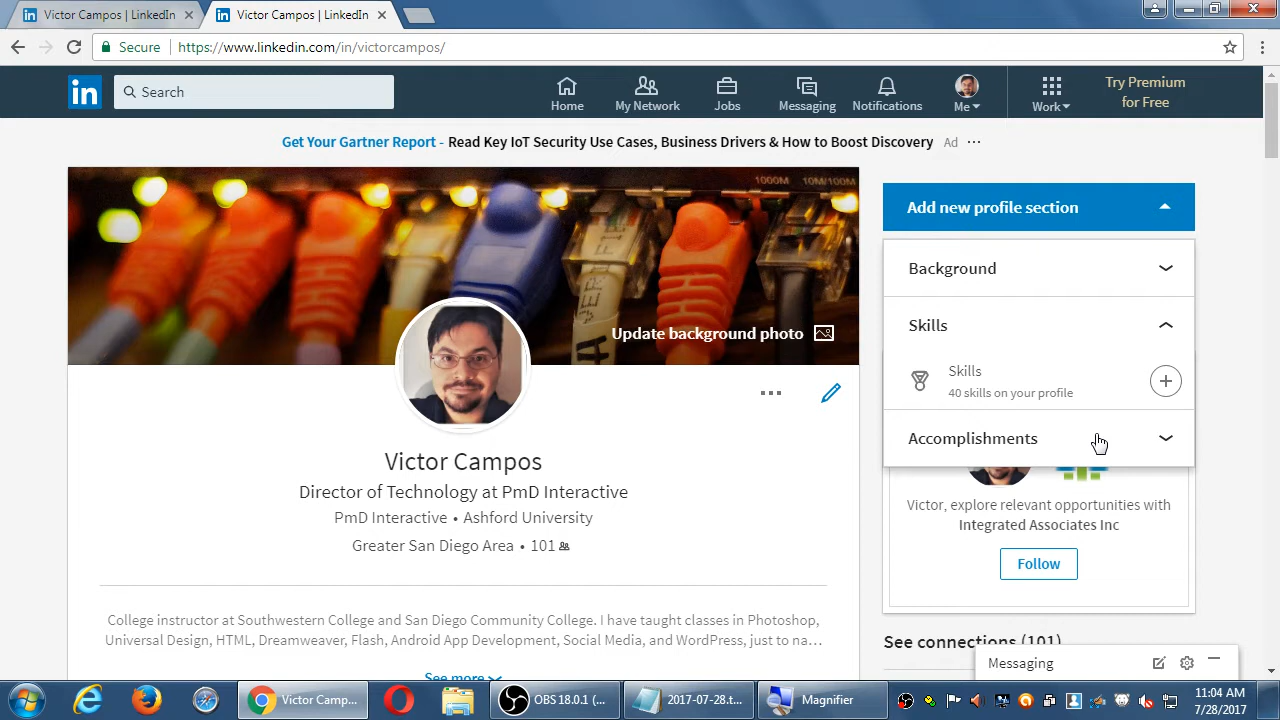 Victor Campos | LinkedIn
Victor Campos | LinkedIn
Secure
https://www.linkedin.com/in/victorcampos/
in
Search
Home
My Network
Jobs
Messaging
Notifications
Me
Work
Try Premium
for Free
Get Your Gartner Report - Read Key IoT Security Use Cases, Business Drivers & How to Boost Discovery
Ad
1000M 10M/100M
Update background photo
Add new profile section
Background
Skills
Skills
40 skills on your profile
Accomplishments
Victor, explore relevant opportunities with
Integrated Associates Inc
Follow
Victor Campos
Director of Technology at PmD Interactive
PmD Interactive • Ashford University
Greater San Diego Area • 101
College instructor at Southwestern College and San Diego Community College. I have taught classes in Photoshop,
Universal Design, HTML, Dreamweaver, Flash, Android App Development, Social Media, and WordPress, just to na...
See more
See connections (101)
Messaging
Victor Camp...
OBS 18.0.1 (...
2017-07-28.t...
Magnifier
11:04 AM
7/28/2017